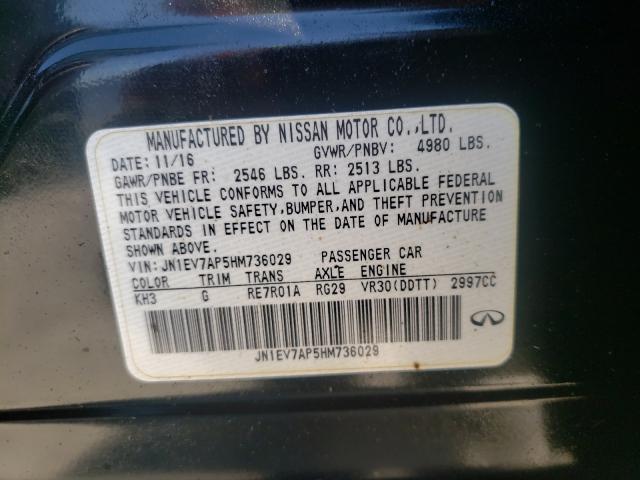 MANUFACTURED BY NISSAN MOTOR CO.,LTD.
DATE: 11/16 GVWR/PNBV: 4980 LBS.
GAWR/PNBE FR: 2546 LBS. RR: 2513 LBS.
THIS VEHICLE CONFORMS TO ALL APPLICABLE FEDERAL
MOTOR VEHICLE SAFETY, BUMPER, AND THEFT PREVENTION
STANDARDS IN EFFECT ON THE DATE OF MANUFACTURE
SHOWN ABOVE.
VIN: JN1EV7AP5HM736029 PASSENGER CAR
COLOR TRIM TRANS AXLE ENGINE
KH3 G RE7R01A RG29 VR30(DDTT) 2997CC
JN1EV7AP5HM736029